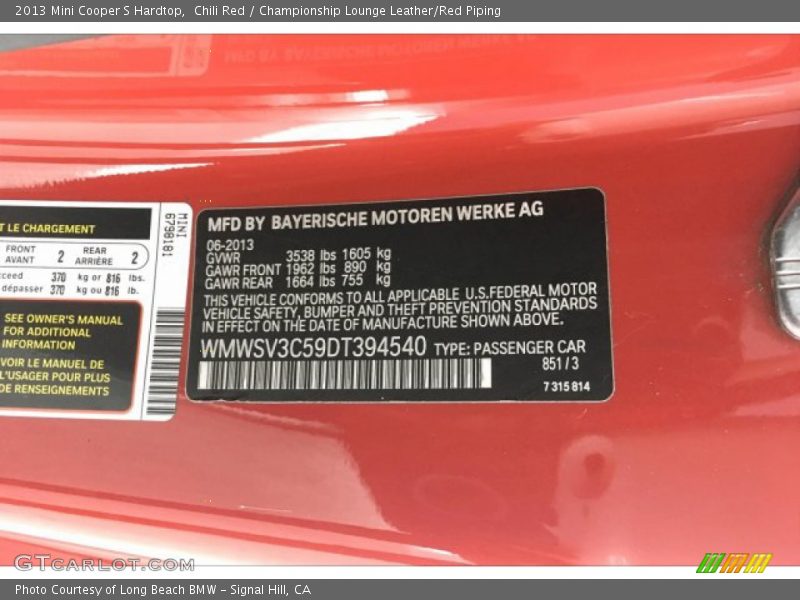 2013 Mini Cooper S Hardtop,  Chili Red / Championship Lounge Leather/Red Piping
T LE CHARGEMENT
FRONT
AVANT
2
REAR
ARRIÈRE
2
370 kg or 816 lbs.
dépasser 370 kg ou 816 lb.
SEE OWNER'S MANUAL
FOR ADDITIONAL
INFORMATION
VOIR LE MANUEL DE
L'USAGER POUR PLUS
DE RENSEIGNEMENTS
MINI
6798181
MFD BY BAYERISCHE MOTOREN WERKE AG
06-2013
GVWR 3538 lbs 1605 kg
GAWR FRONT 1962 lbs 890 kg
GAWR REAR 1664 lbs 755 kg
THIS VEHICLE CONFORMS TO ALL APPLICABLE U.S.FEDERAL MOTOR
VEHICLE SAFETY, BUMPER AND THEFT PREVENTION STANDARDS
IN EFFECT ON THE DATE OF MANUFACTURE SHOWN ABOVE.
WMWSV3C59DT394540 TYPE: PASSENGER CAR
851/3
7 315 814
GTcarlot.com
Photo Courtesy of Long Beach BMW - Signal Hill, CA